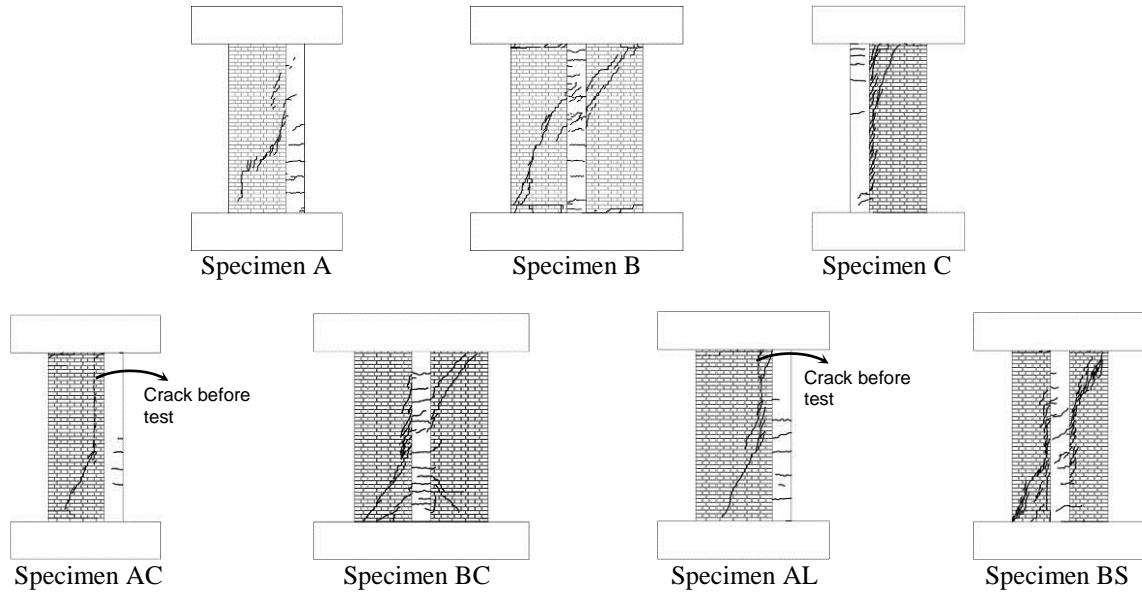 Specimen A
Specimen B
Specimen C
Crack before
test
Crack before
test
Specimen AC
Specimen BC
Specimen AL
Specimen BS